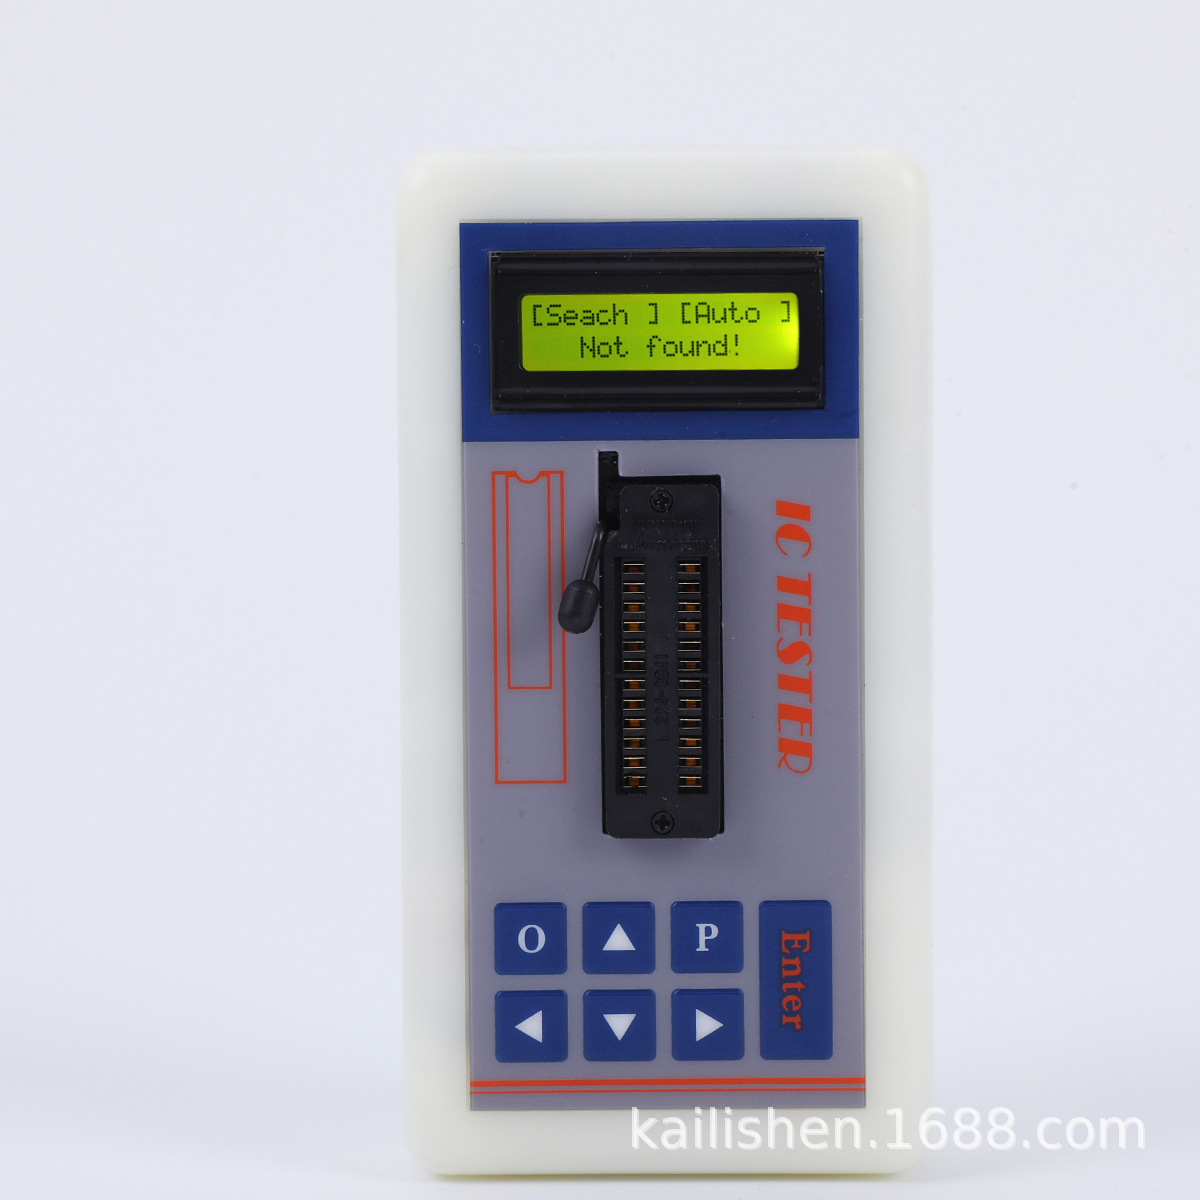 [Seach ] [Auto ]
Not found!
IC TESTER
O
P
Enter
kailishen.1688.com